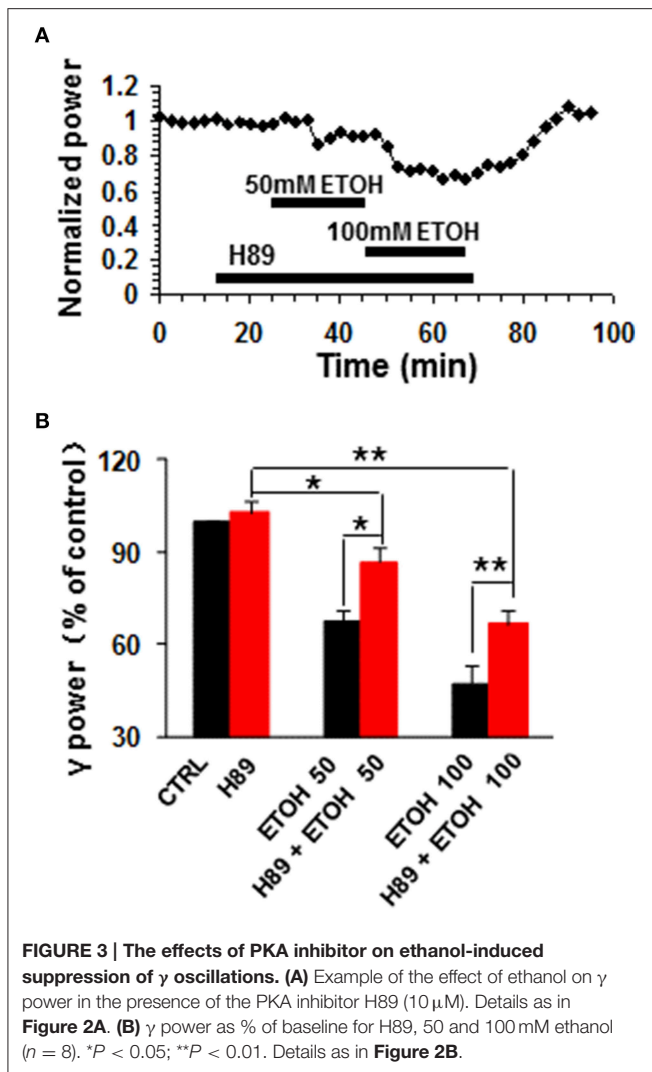 A
1.2
1
0.8
0.6
0.4
0.2
0
Normalized power
50mM ETOH
100mM ETOH
H89
0 20 40 60 80 100
Time (min)
B
120
90
60
30
γ power (% of control)
**
*
*
**
CTRL
H89
ETOH 50
H89 + ETOH 50
ETOH 100
H89 + ETOH 100
FIGURE 3 | The effects of PKA inhibitor on ethanol-induced
suppression of γ oscillations. (A) Example of the effect of ethanol on γ
power in the presence of the PKA inhibitor H89 (10 μM). Details as in
Figure 2A. (B) γ power as % of baseline for H89, 50 and 100 mM ethanol
(n = 8). *P < 0.05; **P < 0.01. Details as in Figure 2B.